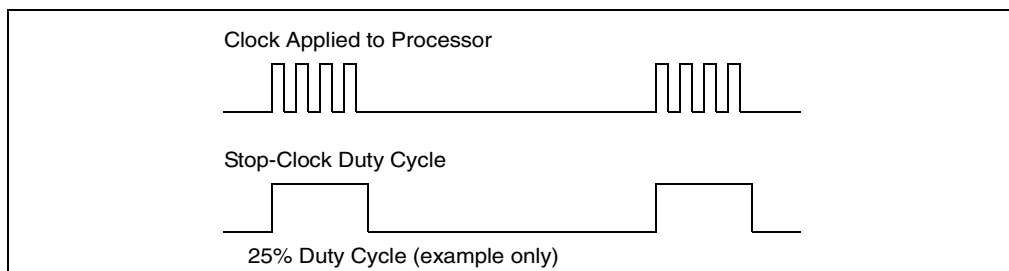 Clock Applied to Processor
Stop-Clock Duty Cycle
25% Duty Cycle (example only)